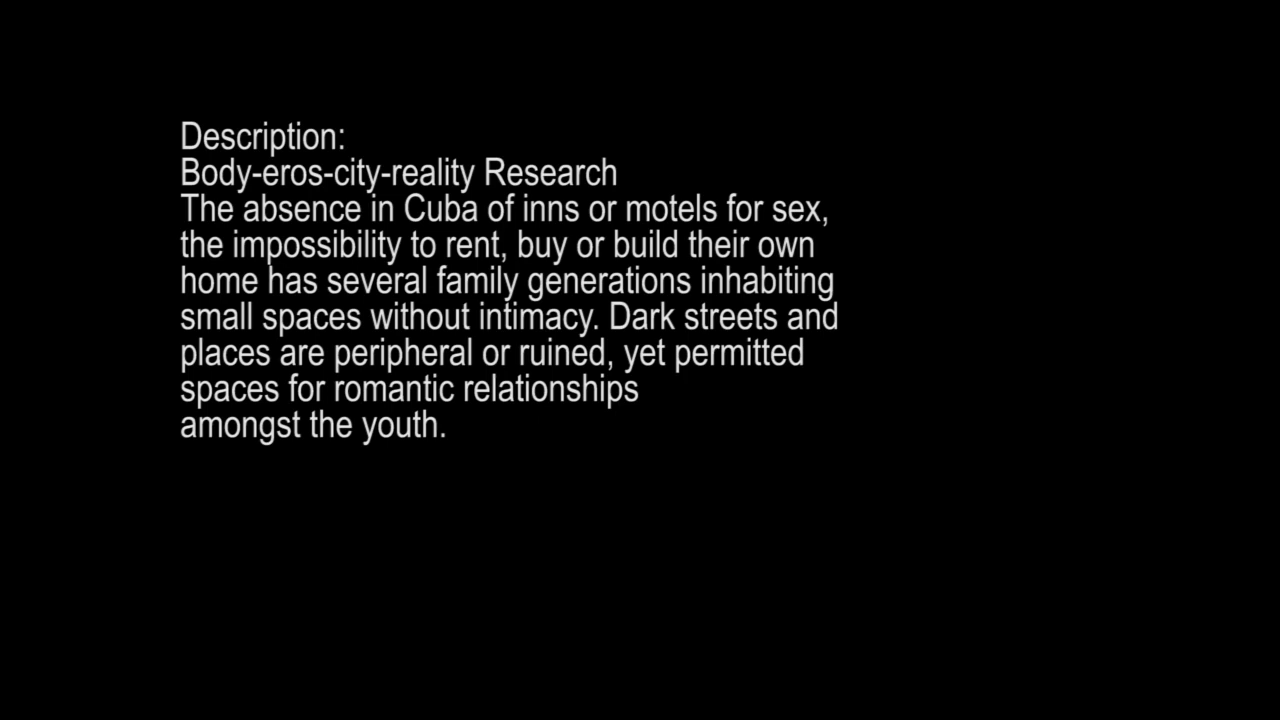 Description:
Body-eros-city-reality Research
The absence in Cuba of inns or motels for sex,
the impossibility to rent, buy or build their own
home has several family generations inhabiting
small spaces without intimacy. Dark streets and
places are peripheral or ruined, yet permitted
spaces for romantic relationships
amongst the youth.